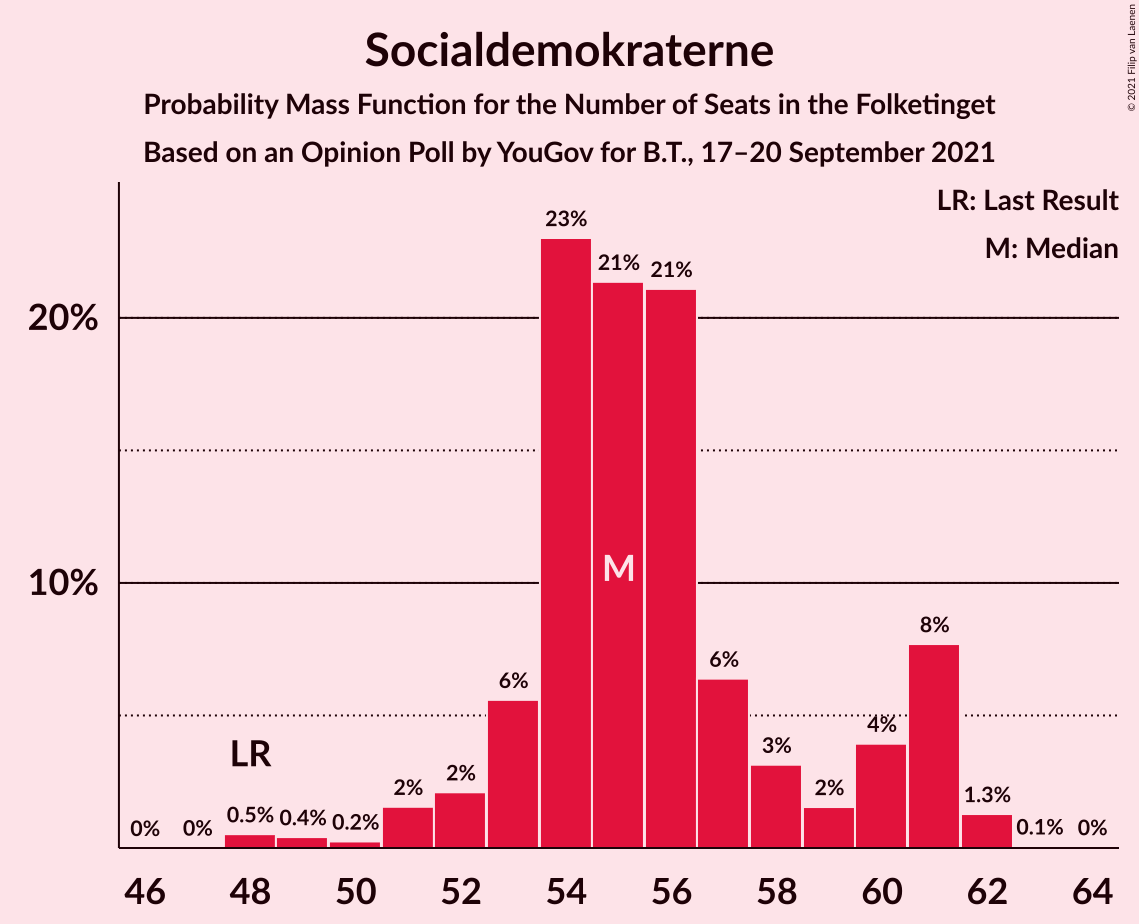 Socialdemokraterne
Probability Mass Function for the Number of Seats in the Folketinget
Based on an Opinion Poll by YouGov for B.T., 17–20 September 2021
© 2021 Filip van Laenen
LR: Last Result
M: Median
20%
10%
0%
0%
0.5%
0.4%
0.2%
2%
2%
6%
23%
21%
21%
6%
3%
2%
4%
8%
1.3%
0.1%
0%
LR
M
46 48 50 52 54 56 58 60 62 64